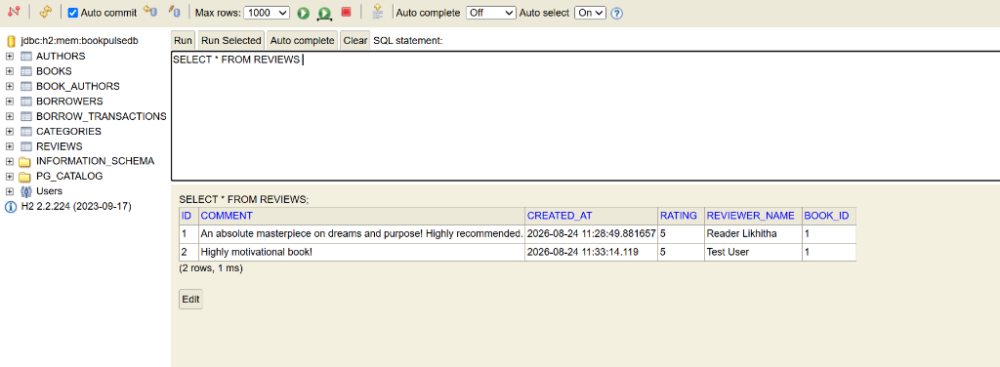 Auto commit Max rows: 1000 Auto complete Off Auto select On ?
jdbc:h2:mem:bookpulsedb
AUTHORS
BOOKS
BOOK_AUTHORS
BORROWERS
BORROW_TRANSACTIONS
CATEGORIES
REVIEWS
INFORMATION_SCHEMA
PG_CATALOG
Users
H2 2.2.224 (2023-09-17)
Run Run Selected Auto complete Clear SQL statement:
SELECT * FROM REVIEWS
SELECT * FROM REVIEWS;
ID COMMENT CREATED_AT RATING REVIEWER_NAME BOOK_ID
1 An absolute masterpiece on dreams and purpose! Highly recommended. 2026-08-24 11:28:49.881657 5 Reader Likhitha 1
2 Highly motivational book! 2026-08-24 11:33:14.119 5 Test User 1
(2 rows, 1 ms)
Edit